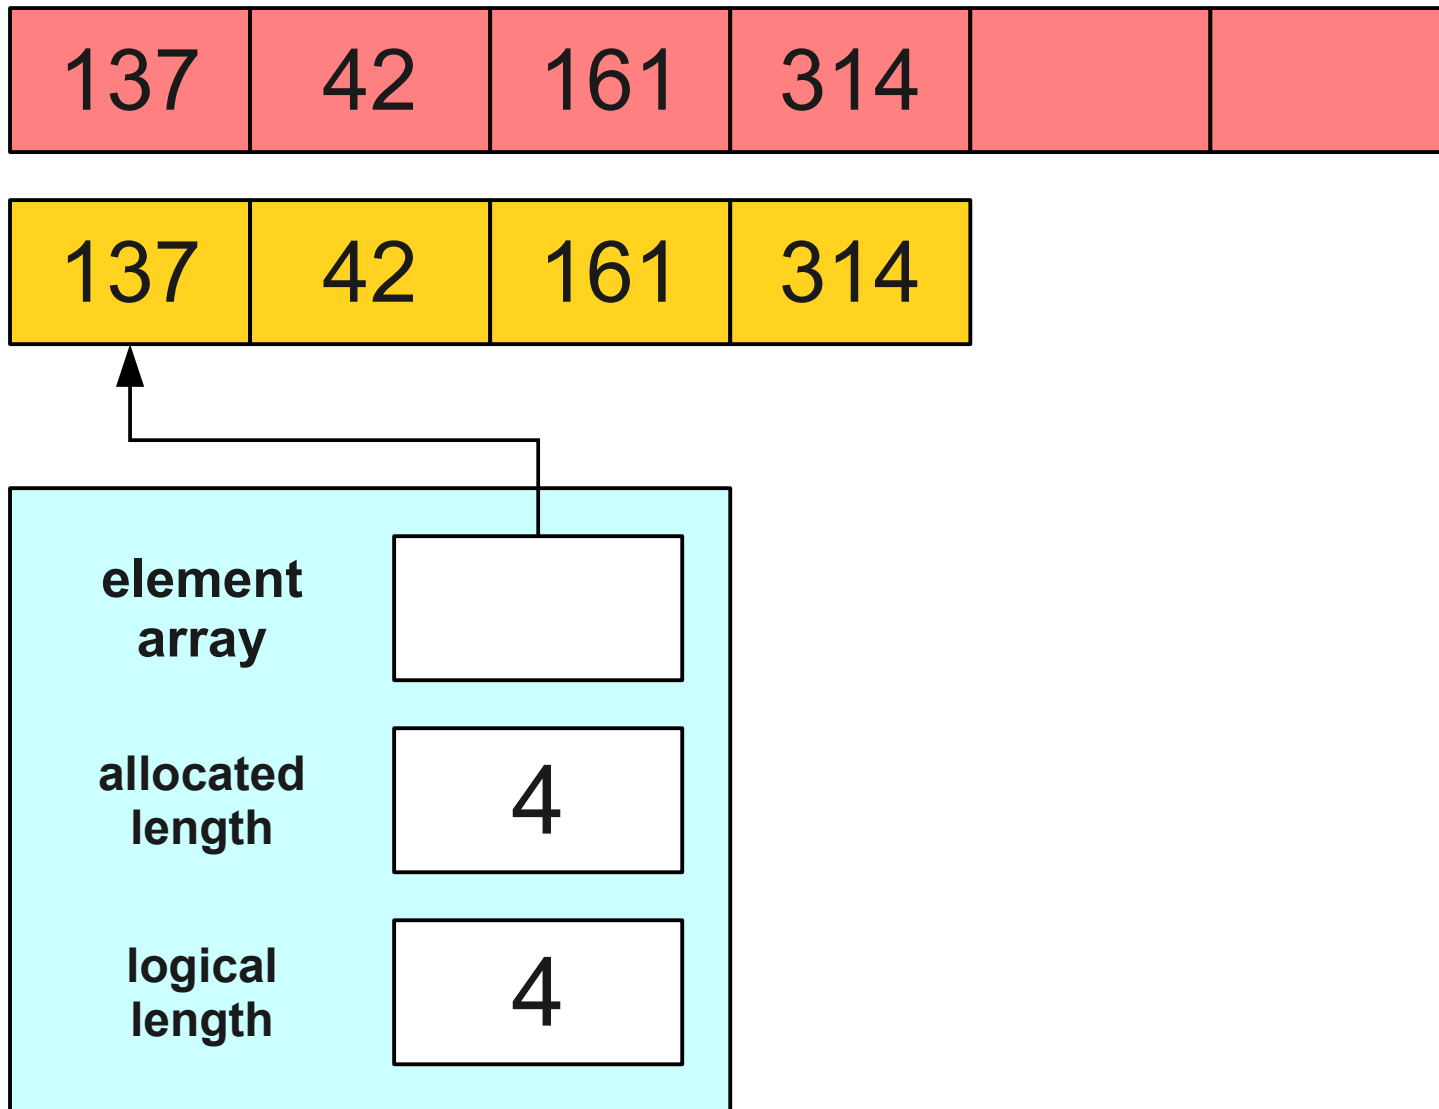 137 42 161 314
137 42 161 314
element
array
allocated
length
4
logical
length
4